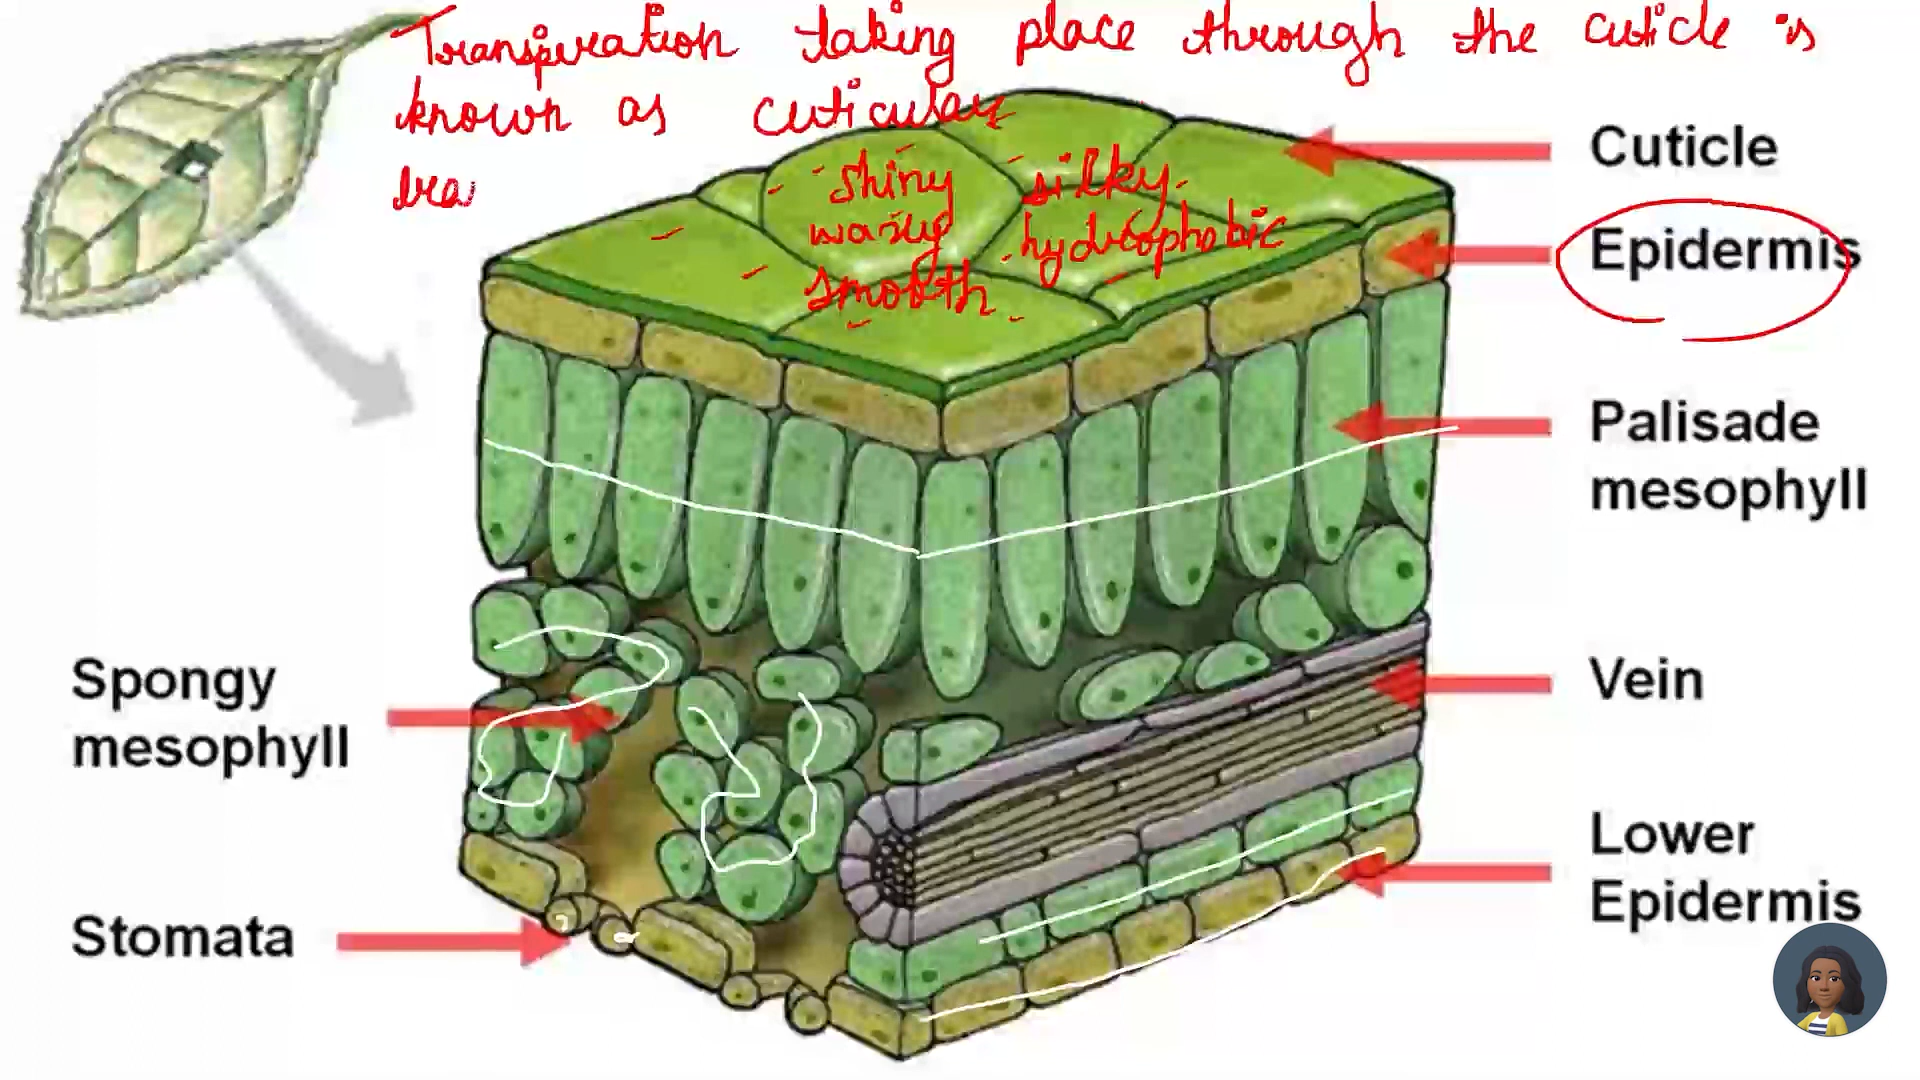 Transpiration taking place through the cuticle is
known as cuticular
tra
shiny silky
waxy hydrophobic
smooth
Cuticle
Epidermis
Palisade
mesophyll
Spongy
mesophyll
Vein
Stomata
Lower
Epidermis